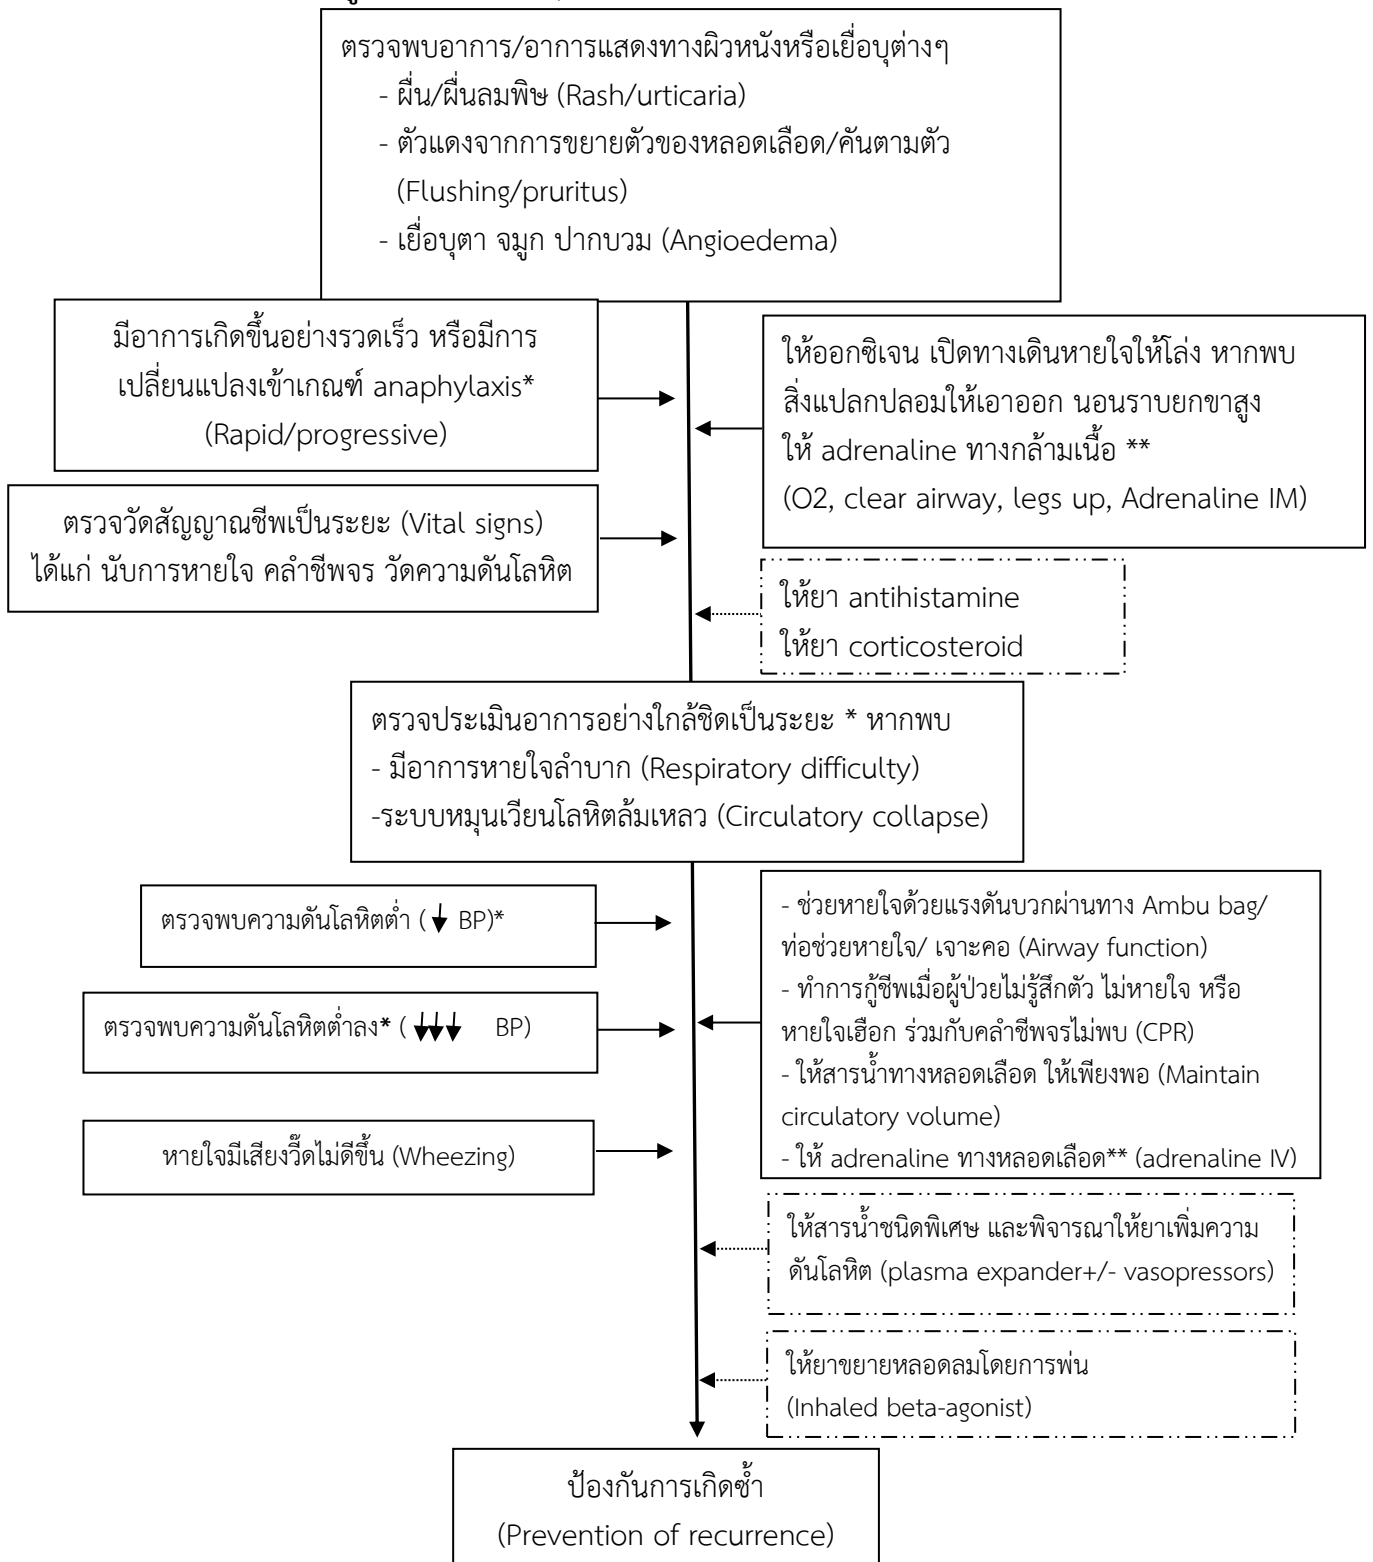 ตรวจพบอาการ/อาการแสดงทางผิวหนังหรือเยื่อบุต่างๆ
- ผื่น/ผื่นลมพิษ (Rash/urticaria)
- ตัวแดงจากการขยายตัวของหลอดเลือด/คันตามตัว
(Flushing/pruritus)
- เยื่อบุตา จมูก ปากบวม (Angioedema)
มีอาการเกิดขึ้นอย่างรวดเร็ว หรือมีการ
เปลี่ยนแปลงเข้าเกณฑ์ anaphylaxis*
(Rapid/progressive)
ให้ออกซิเจน เปิดทางเดินหายใจให้โล่ง หากพบ
สิ่งแปลกปลอมให้เอาออก นอนราบยกขาสูง
ให้ adrenaline ทางกล้ามเนื้อ **
(O2, clear airway, legs up, Adrenaline IM)
ตรวจวัดสัญญาณชีพเป็นระยะ (Vital signs)
ได้แก่ นับการหายใจ คลำชีพจร วัดความดันโลหิต
ให้ยา antihistamine
ให้ยา corticosteroid
ตรวจประเมินอาการอย่างใกล้ชิดเป็นระยะ * หากพบ
- มีอาการหายใจลำบาก (Respiratory difficulty)
-ระบบหมุนเวียนโลหิตล้มเหลว (Circulatory collapse)
ตรวจพบความดันโลหิตต่ำ (↓ BP)*
ตรวจพบความดันโลหิตต่ำลง* (↓↓↓ BP)
หายใจมีเสียงวี๊ดไม่ดีขึ้น (Wheezing)
- ช่วยหายใจด้วยแรงดันบวกผ่านทาง Ambu bag/
ท่อช่วยหายใจ/ เจาะคอ (Airway function)
- ทำการกู้ชีพเมื่อผู้ป่วยไม่รู้สึกตัว ไม่หายใจ หรือ
หายใจเฮือก ร่วมกับคลำชีพจรไม่พบ (CPR)
- ให้สารน้ำทางหลอดเลือด ให้เพียงพอ (Maintain
circulatory volume)
- ให้ adrenaline ทางหลอดเลือด** (adrenaline IV)
ให้สารน้ำชนิดพิเศษ และพิจารณาให้ยาเพิ่มความ
ดันโลหิต (plasma expander+/- vasopressors)
ให้ยาขยายหลอดลมโดยการพ่น
(Inhaled beta-agonist)
ป้องกันการเกิดซ้ำ
(Prevention of recurrence)